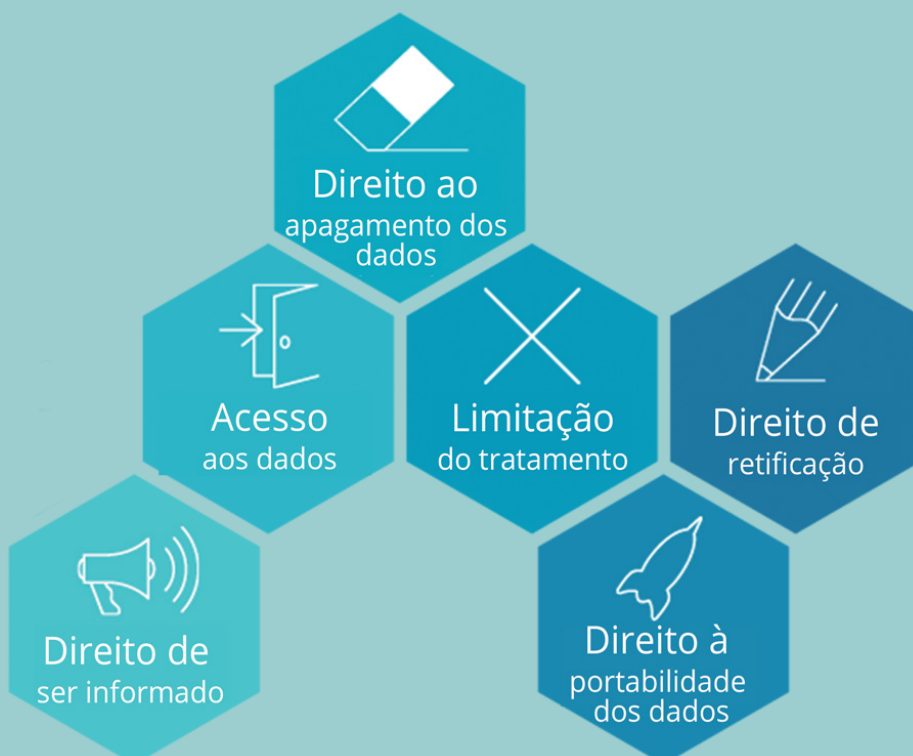 Direito ao
apagamento dos
dados
Acesso
aos dados
Limitação
do tratamento
Direito de
retificação
Direito de
ser informado
Direito à
portabilidade
dos dados